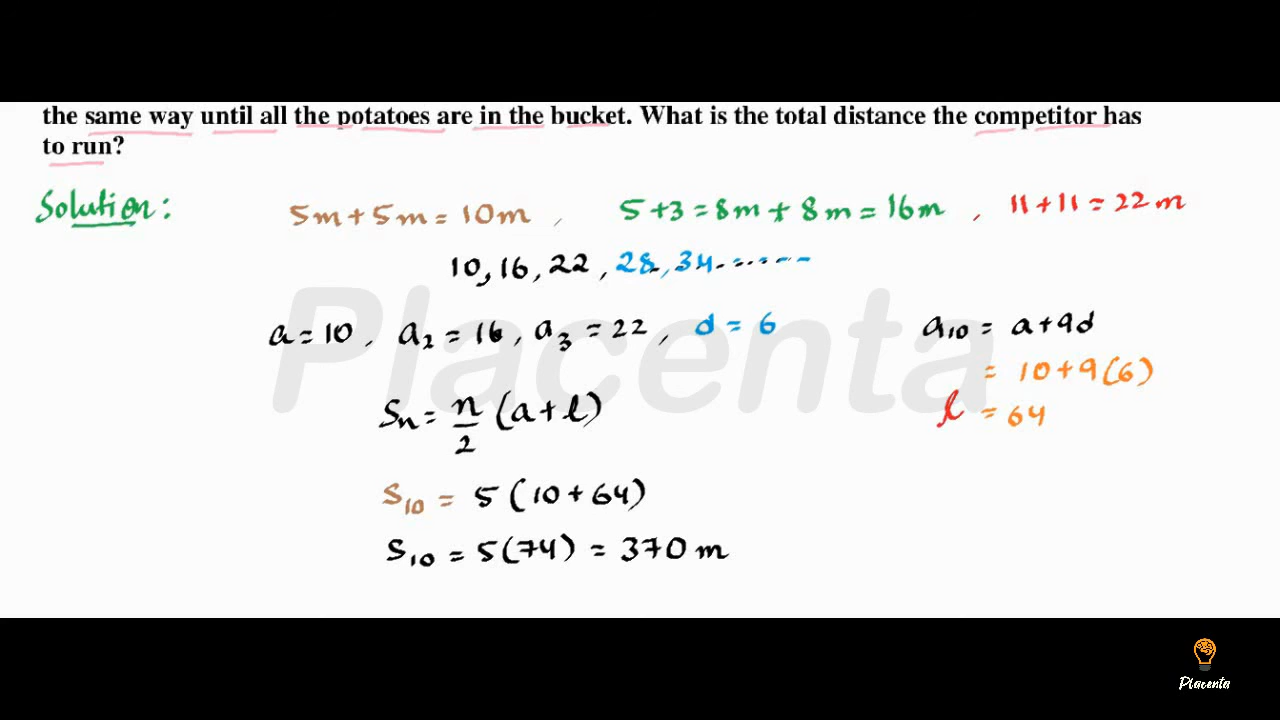 the same way until all the potatoes are in the bucket. What is the total distance the competitor has
to run?
Solution: 5m + 5m = 10m , 5 + 3 = 8m + 8m = 16m , 11 + 11 = 22 m
10, 16, 22, 28, 34 .......
a = 10, a₂ = 16, a₃ = 22, d = 6
a₁₀ = a + 9d
= 10 + 9(6)
l = 64
Sₙ = n/2 (a + l)
S₁₀ = 5 (10 + 64)
S₁₀ = 5(74) = 370 m
Placenta
Placenta